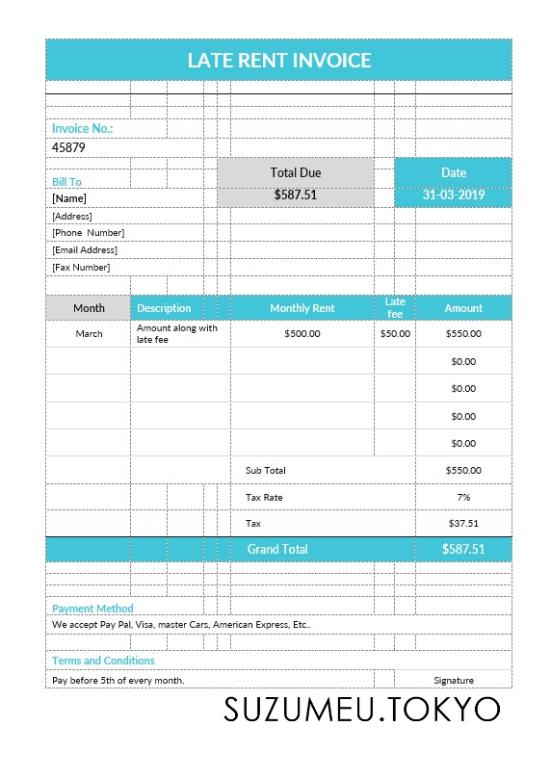 LATE RENT INVOICE
Invoice No.:
45879
Total Due Date
Bill To
$587.51 31-03-2019
[Name]
[Address]
[Phone Number]
[Email Address]
[Fax Number]
Month Description Monthly Rent Late fee Amount
March Amount along with late fee $500.00 $50.00 $550.00
$0.00
$0.00
$0.00
$0.00
Sub Total $550.00
Tax Rate 7%
Tax $37.51
Grand Total $587.51
Payment Method
We accept Pay Pal, Visa, master Cars, American Express, Etc..
Terms and Conditions
Pay before 5th of every month. Signature
SUZUMEU.TOKYO